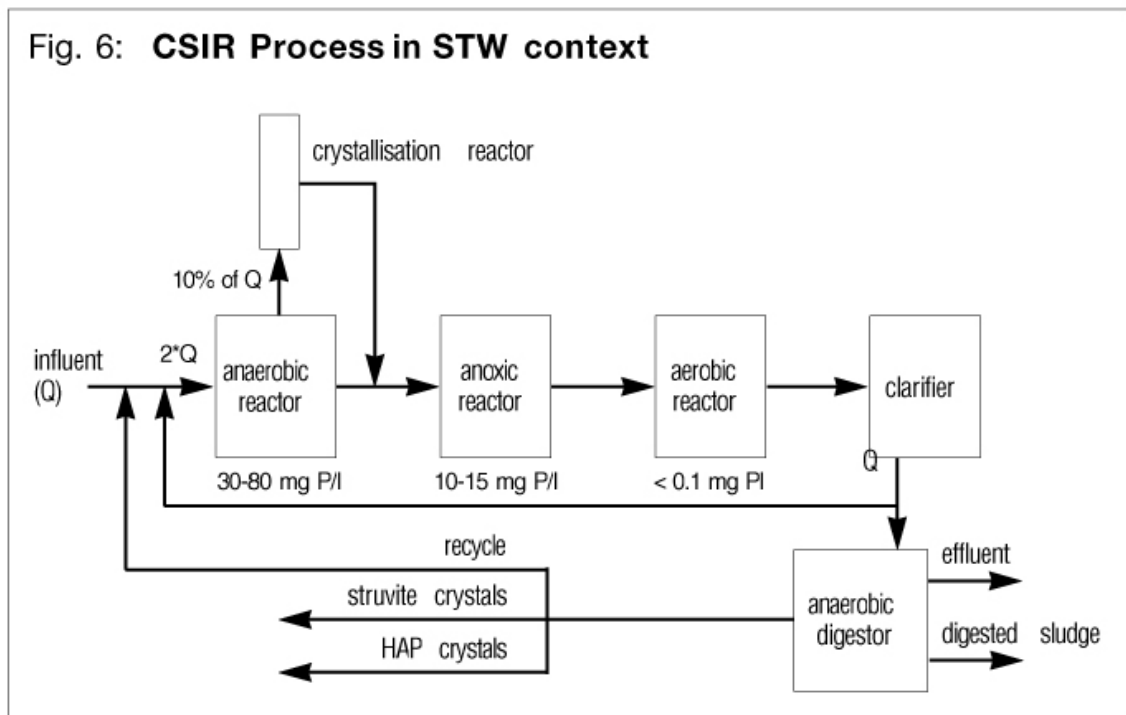 Fig. 6: CSIR Process in STW context
crystallisation reactor
10% of Q
influent
(Q)
2*Q
anaerobic
reactor
anoxic
reactor
aerobic
reactor
clarifier
Q
30-80 mg P/l
10-15 mg P/l
< 0.1 mg Pl
recycle
struvite crystals
HAP crystals
anaerobic
digestor
effluent
digested sludge